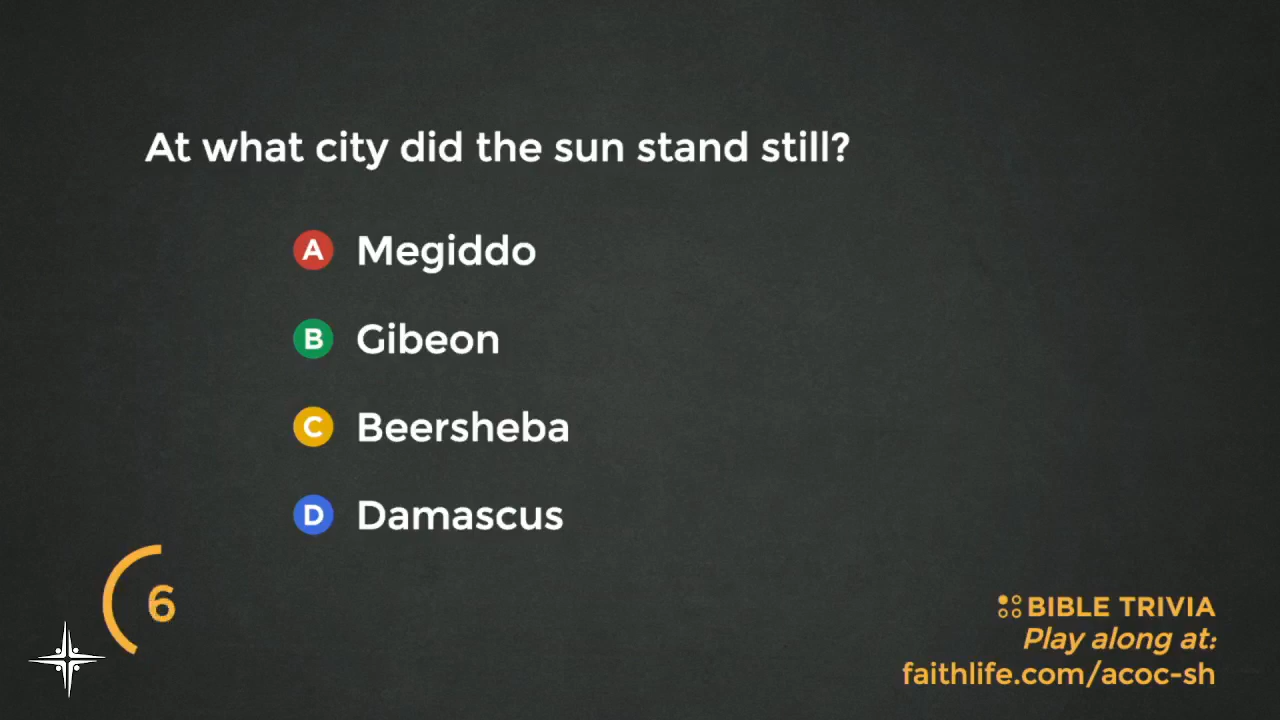 At what city did the sun stand still?
A Megiddo
B Gibeon
C Beersheba
D Damascus
6
BIBLE TRIVIA
Play along at:
faithlife.com/acoc-sh